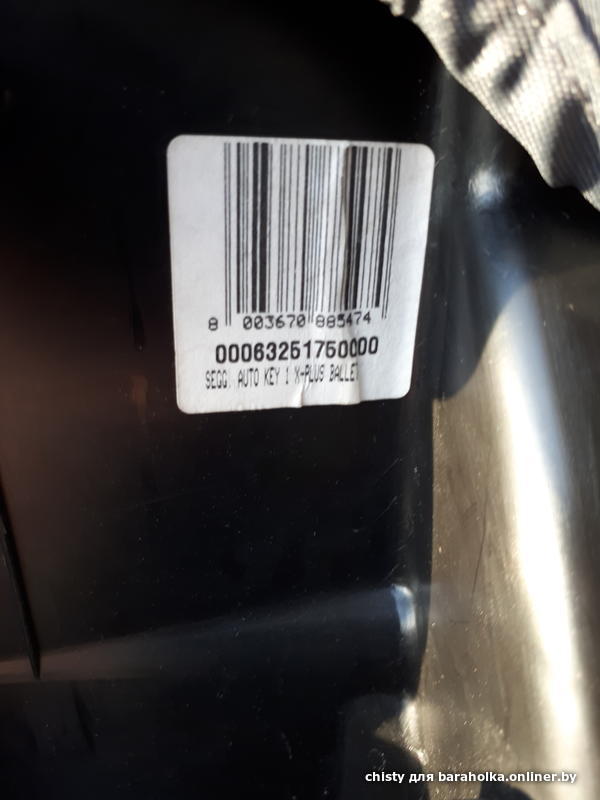 8 003670 885474
00063251750000
SEGG. AUTO KEY 1 X-PLUS BALLET
chisty для baraholka.onliner.by